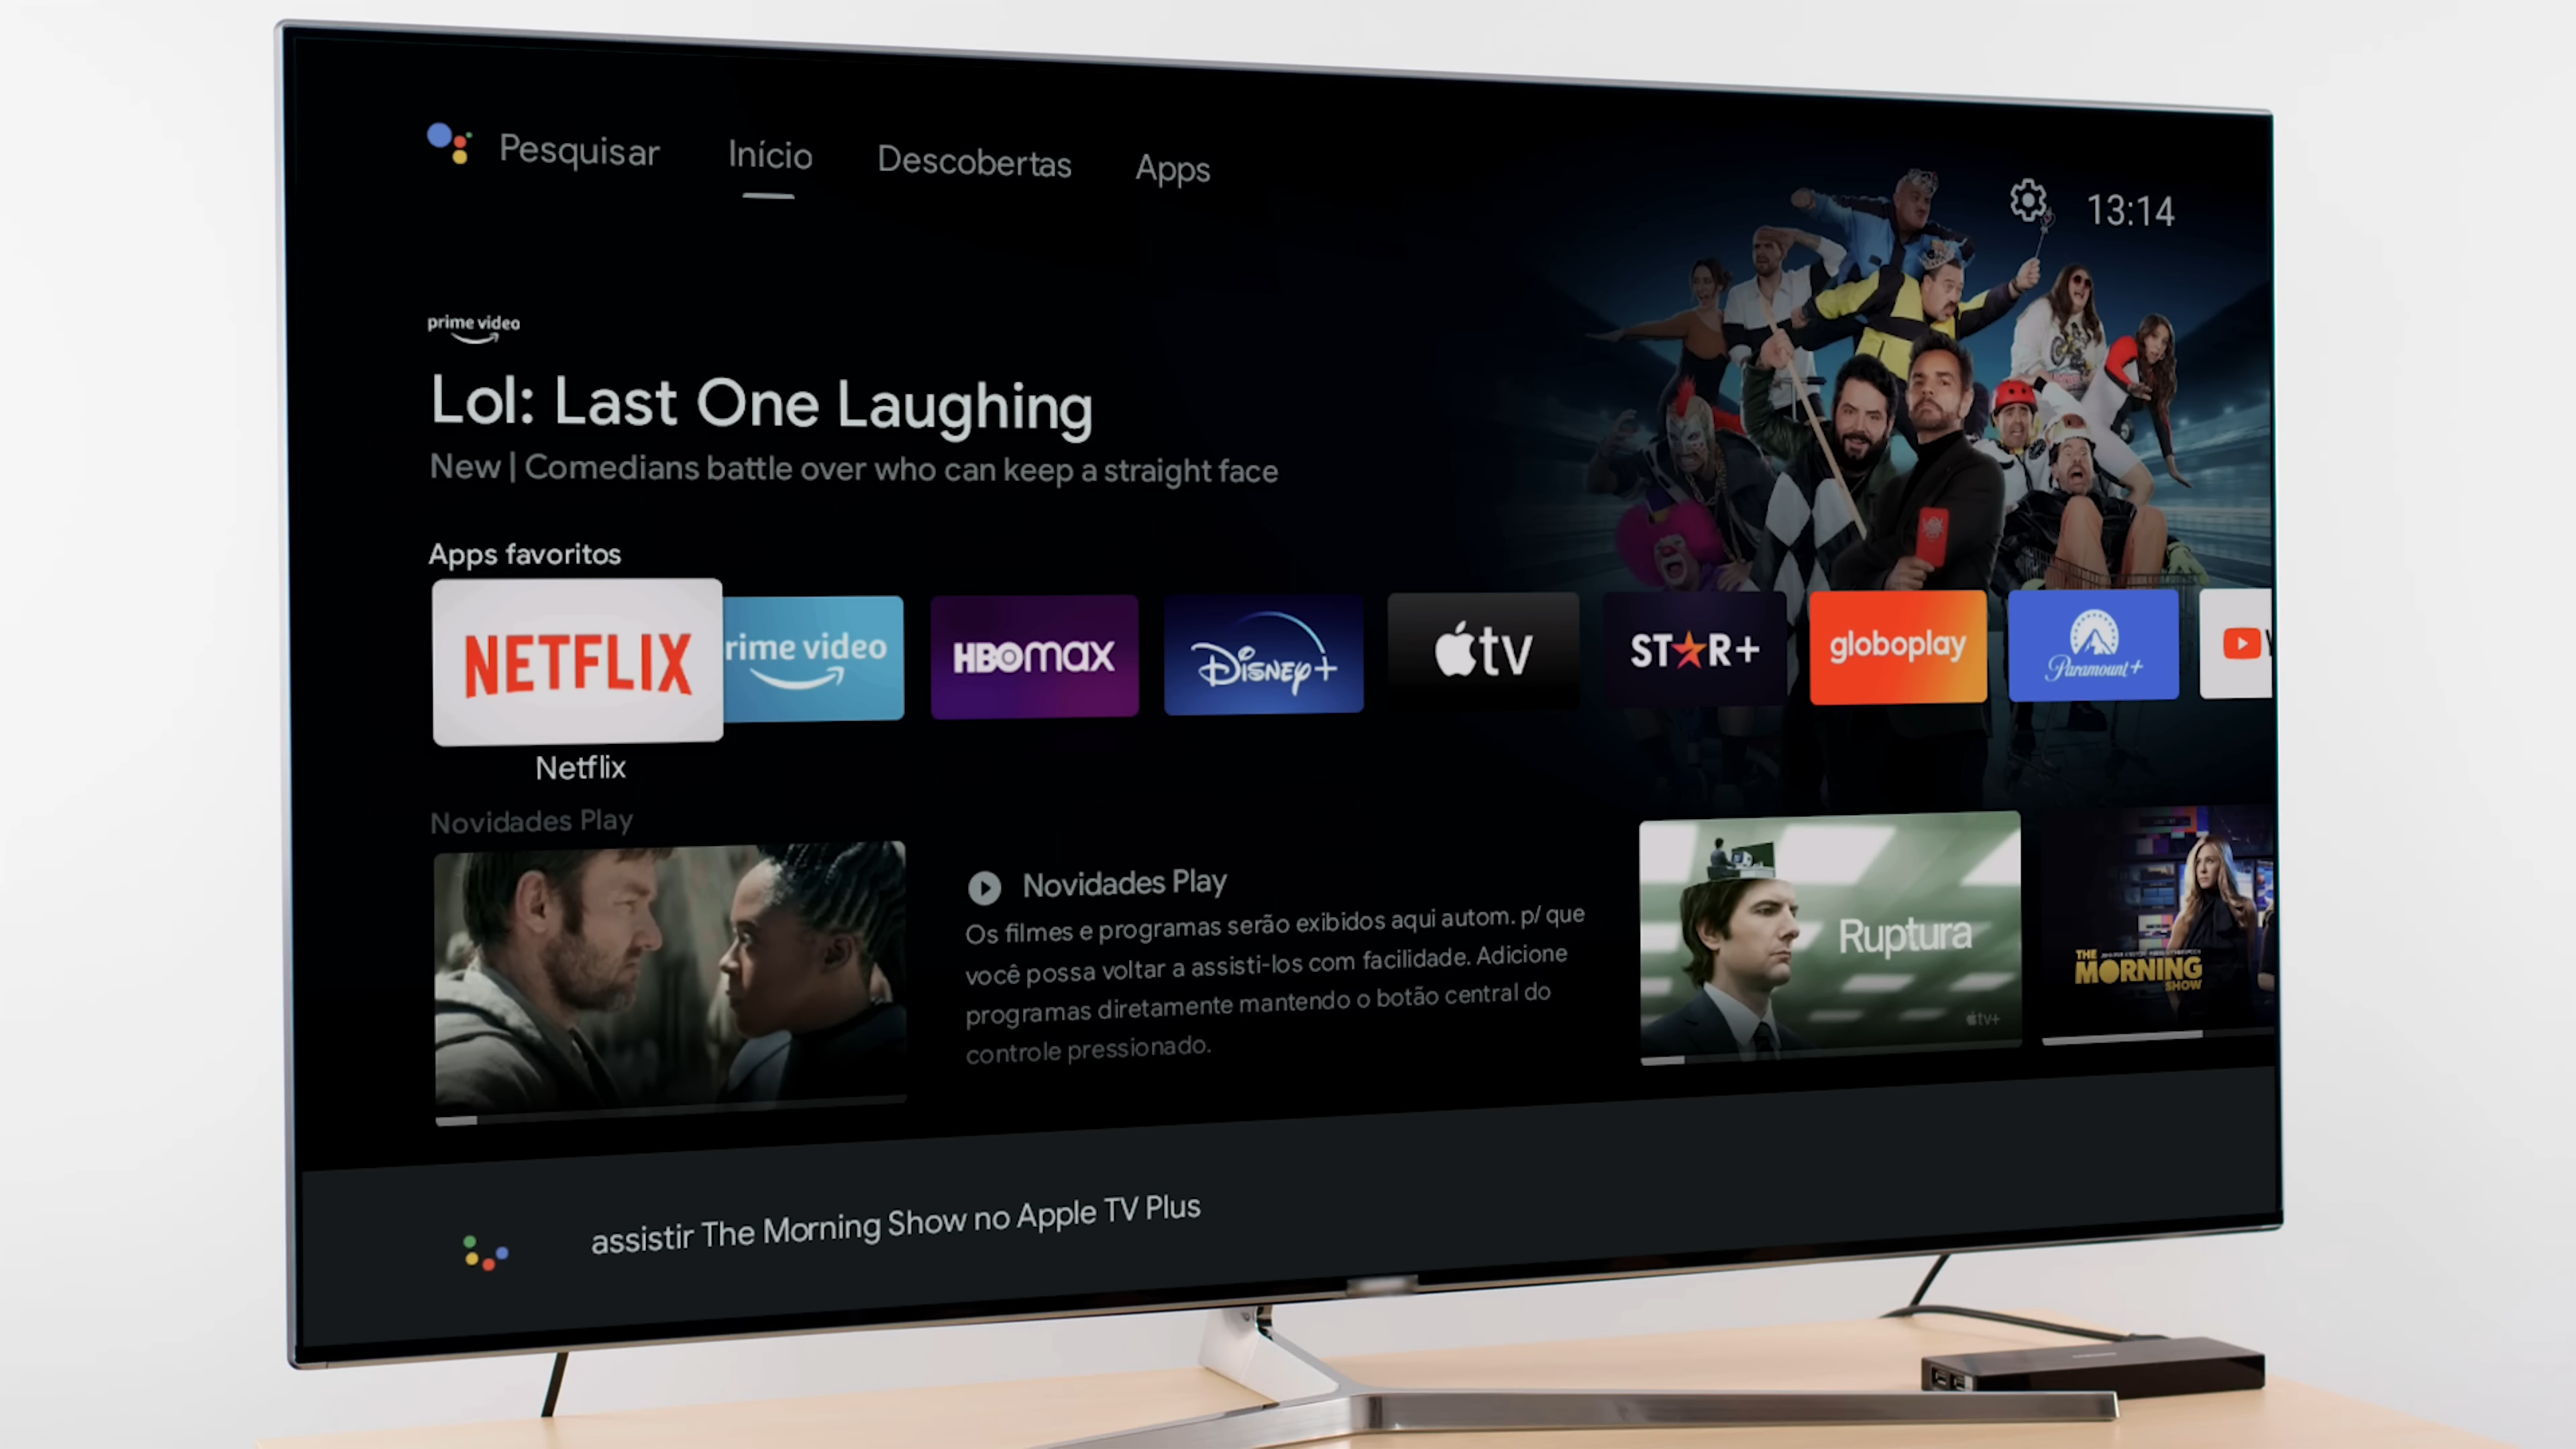 Pesquisar Início Descobertas Apps
13:14
prime video
Lol: Last One Laughing
New | Comedians battle over who can keep a straight face
Apps favoritos
NETFLIX
rime video
HBOmax
Disney+
tv
STAR+
globoplay
Paramount+
Netflix
Novidades Play
Novidades Play
Os filmes e programas serão exibidos aqui autom. p/ que
você possa voltar a assisti-los com facilidade. Adicione
programas diretamente mantendo o botão central do
controle pressionado.
Ruptura
tv+
THE
MORNING
SHOW
assistir The Morning Show no Apple TV Plus